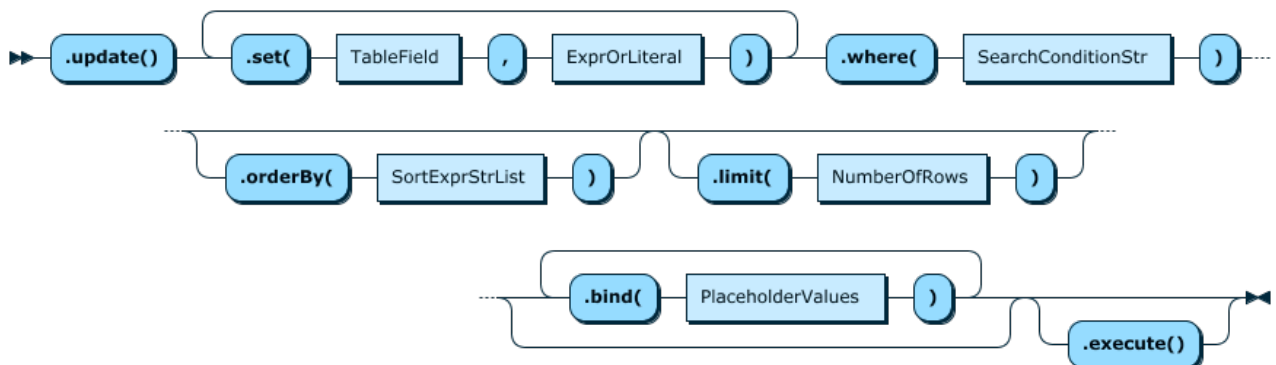 .update() .set( TableField , ExprOrLiteral ) .where( SearchConditionStr )
.orderBy( SortExprStrList ) .limit( NumberOfRows )
.bind( PlaceholderValues )
.execute()